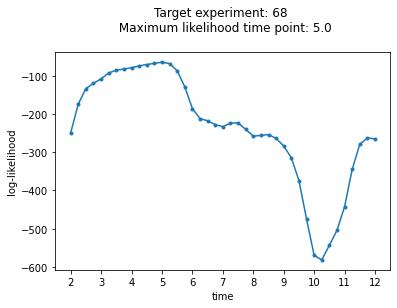 Target experiment: 68
Maximum likelihood time point: 5.0
log-likelihood
−100
−200
−300
−400
−500
−600
2 3 4 5 6 7 8 9 10 11 12
time